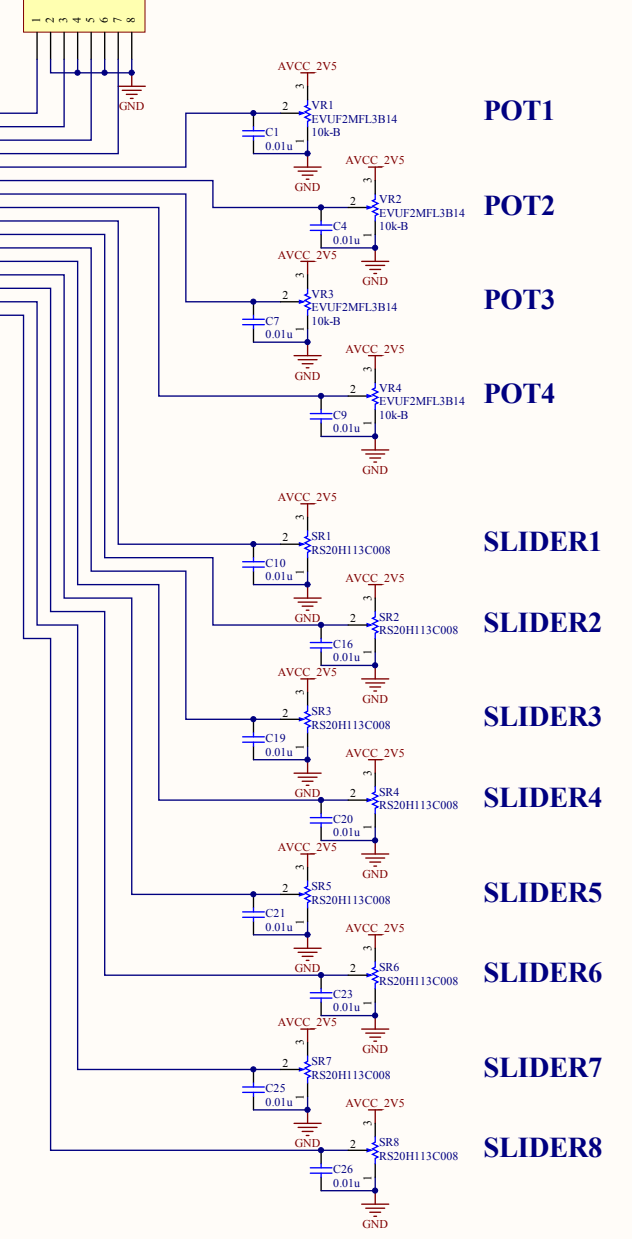 1 2 3 4 5 6 7 8
GND
AVCC_2V5
3
2
VR1
EVUF2MFL3B14
10k-B
C1
0.01u
1
GND
POT1
AVCC_2V5
3
2
VR2
EVUF2MFL3B14
10k-B
C4
0.01u
1
GND
POT2
AVCC_2V5
3
2
VR3
EVUF2MFL3B14
10k-B
C7
0.01u
1
GND
POT3
AVCC_2V5
3
2
VR4
EVUF2MFL3B14
10k-B
C9
0.01u
1
GND
POT4
AVCC_2V5
3
2
SR1
RS20H113C008
C10
0.01u
1
GND
SLIDER1
AVCC_2V5
3
2
SR2
RS20H113C008
C16
0.01u
1
GND
SLIDER2
AVCC_2V5
3
2
SR3
RS20H113C008
C19
0.01u
1
GND
SLIDER3
AVCC_2V5
3
2
SR4
RS20H113C008
C20
0.01u
1
GND
SLIDER4
AVCC_2V5
3
2
SR5
RS20H113C008
C21
0.01u
1
GND
SLIDER5
AVCC_2V5
3
2
SR6
RS20H113C008
C23
0.01u
1
GND
SLIDER6
AVCC_2V5
3
2
SR7
RS20H113C008
C25
0.01u
1
GND
SLIDER7
AVCC_2V5
3
2
SR8
RS20H113C008
C26
0.01u
1
GND
SLIDER8